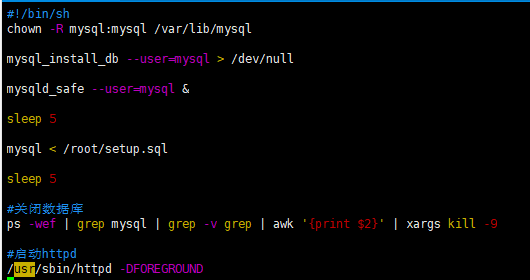 #!/bin/sh
chown -R mysql:mysql /var/lib/mysql
mysql_install_db --user=mysql > /dev/null
mysqld_safe --user=mysql &
sleep 5
mysql < /root/setup.sql
sleep 5
#关闭数据库
ps -wef | grep mysql | grep -v grep | awk '{print $2}' | xargs kill -9
#启动httpd
/usr/sbin/httpd -DFOREGROUND